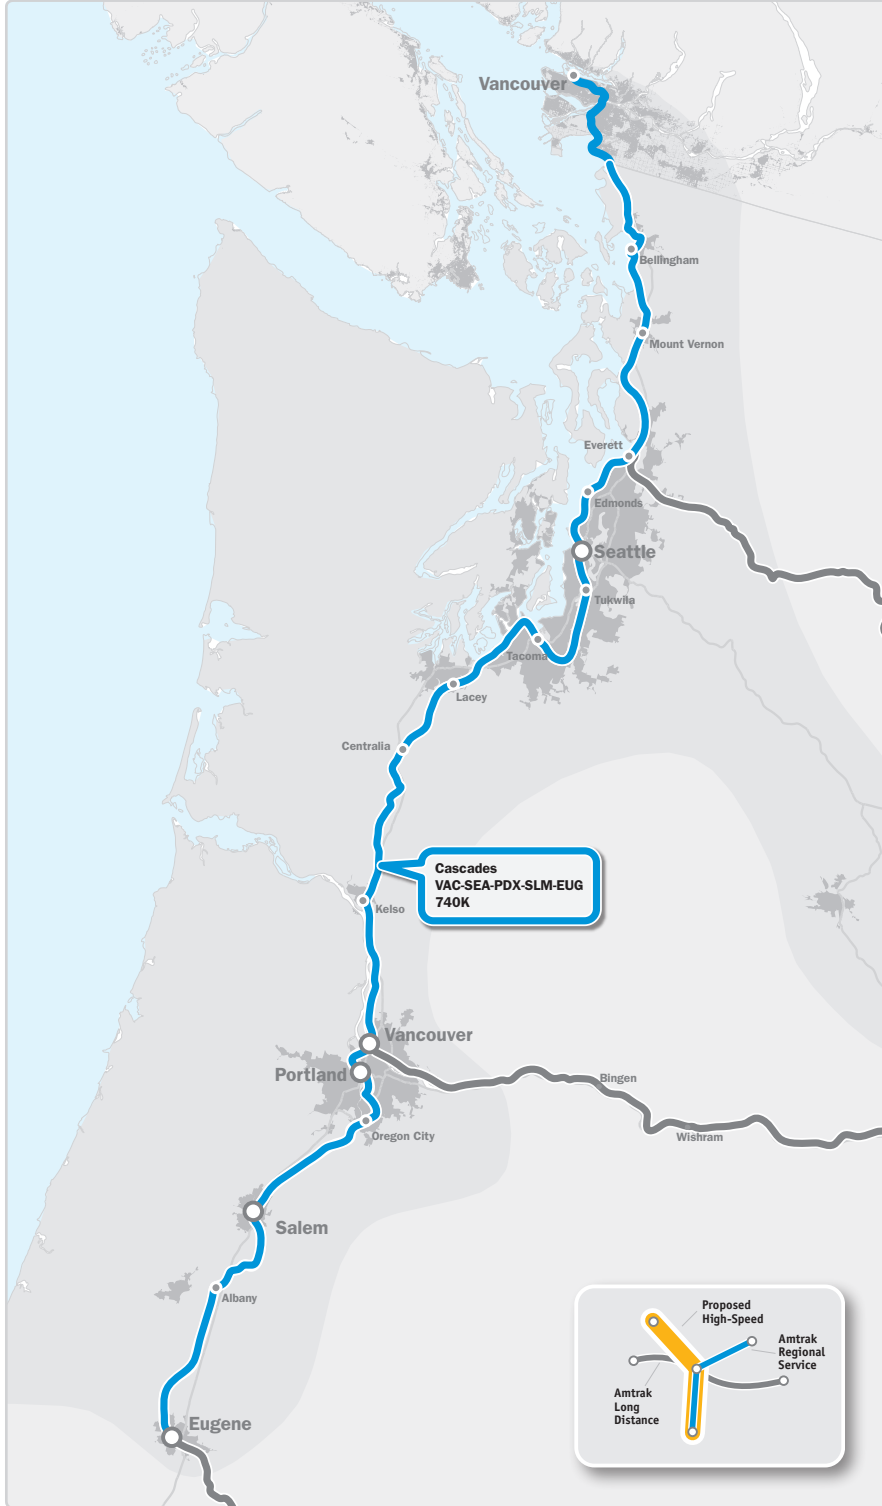 Vancouver
Bellingham
Mount Vernon
Everett
Edmonds
Seattle
Tukwila
Tacoma
Lacey
Centralia
Cascades
VAC-SEA-PDX-SLM-EUG
740K
Kelso
Vancouver
Portland
Bingen
Oregon City
Wishram
Salem
Albany
Eugene
Proposed
High-Speed
Amtrak
Regional
Service
Amtrak
Long
Distance